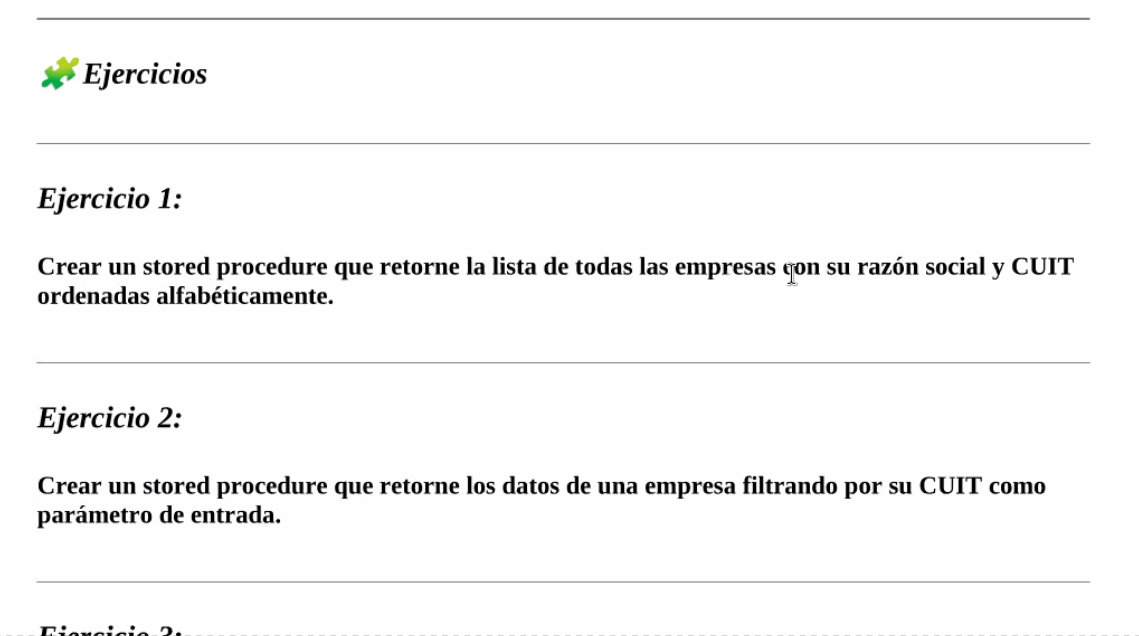 Ejercicios
Ejercicio 1:
Crear un stored procedure que retorne la lista de todas las empresas con su razón social y CUIT
ordenadas alfabéticamente.
Ejercicio 2:
Crear un stored procedure que retorne los datos de una empresa filtrando por su CUIT como
parámetro de entrada.
Ejercicio 3: